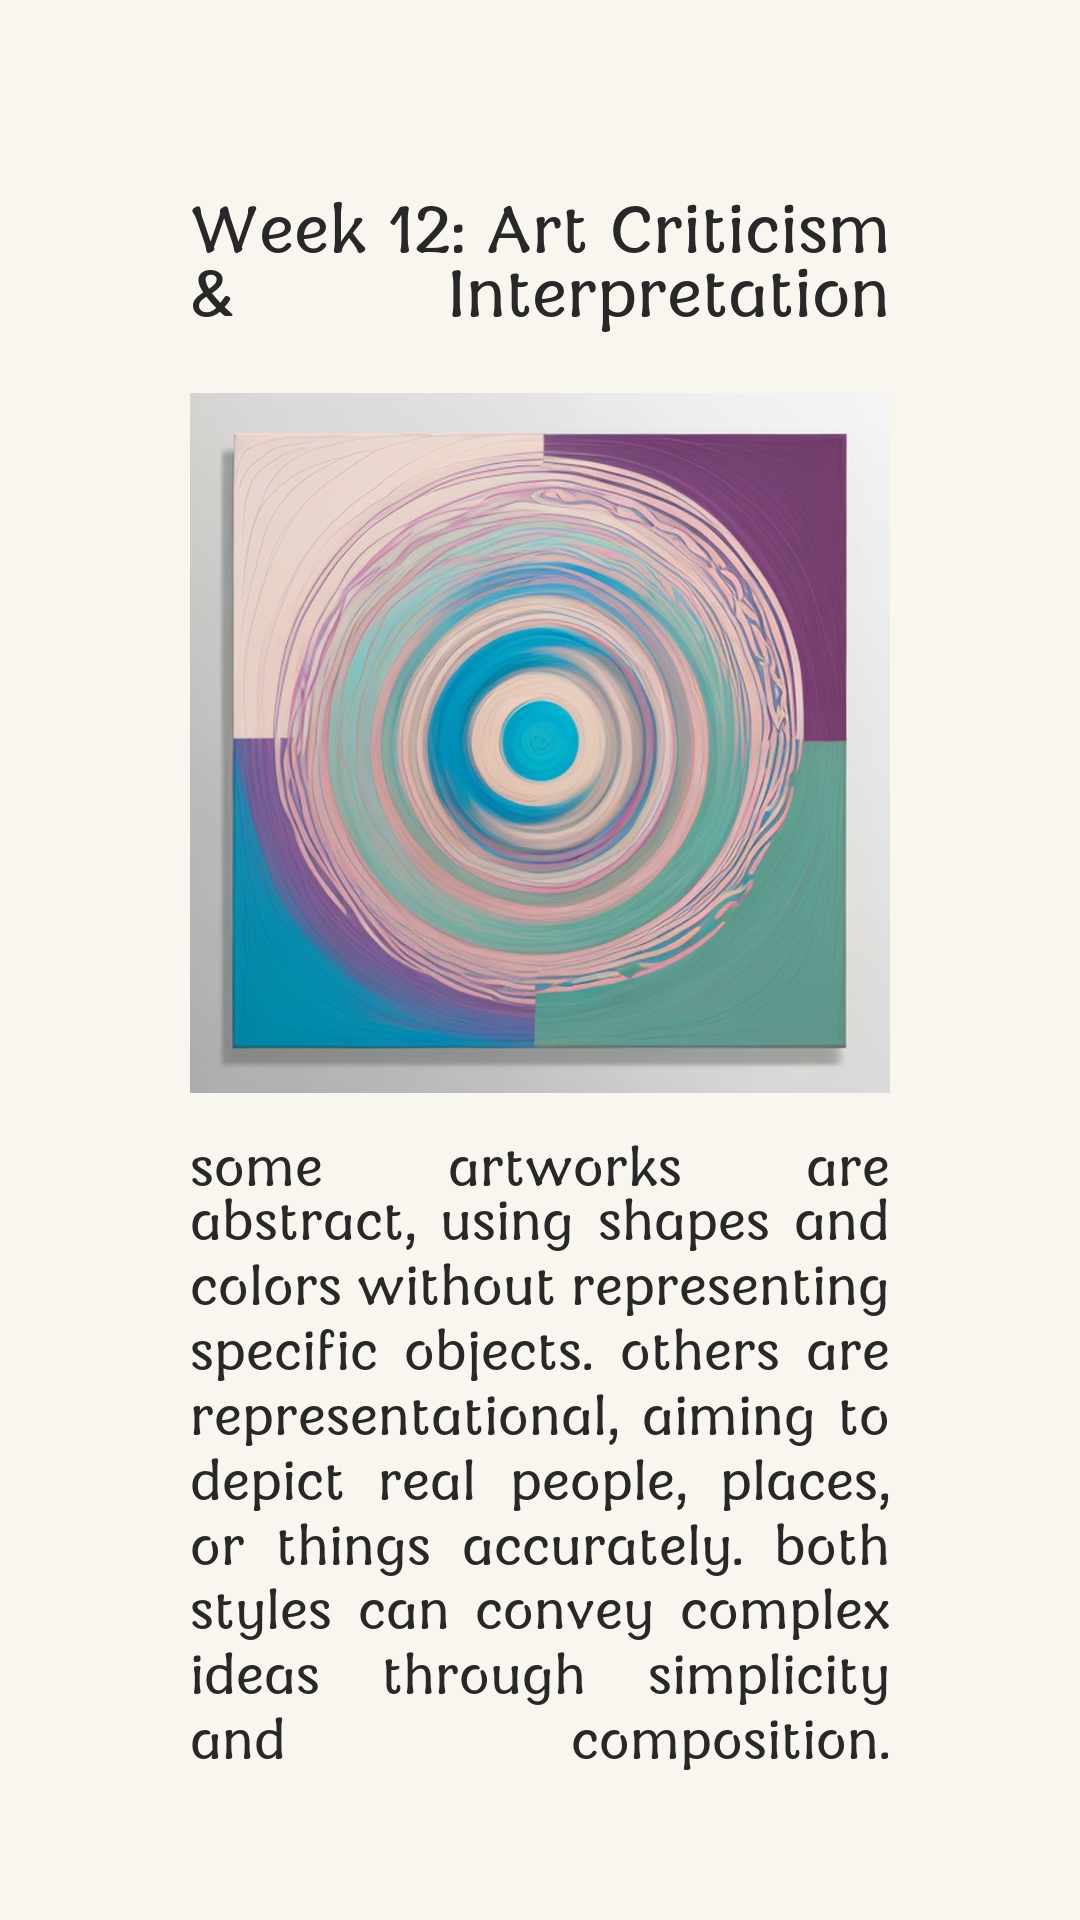 Week 12: Art Criticism
& Interpretation
some artworks are
abstract, using shapes and
colors without representing
specific objects. others are
representational, aiming to
depict real people, places,
or things accurately. both
styles can convey complex
ideas through simplicity
and composition.